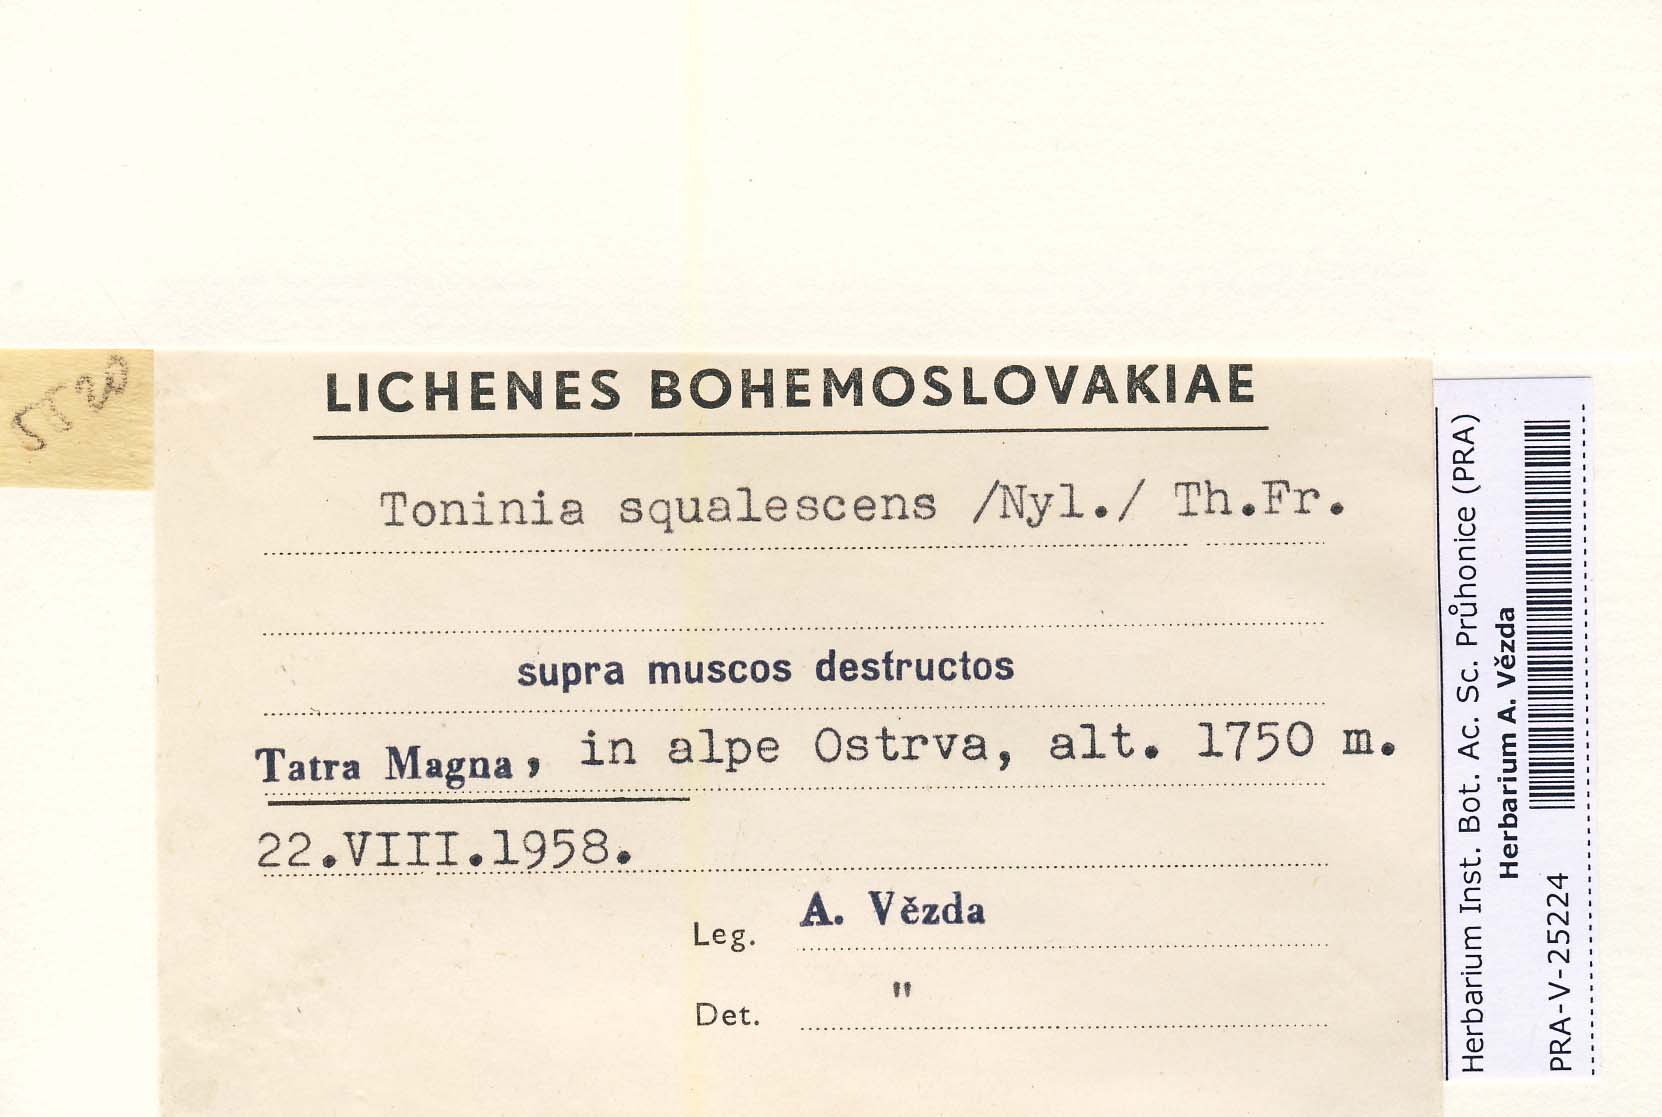 5520
LICHENES BOHEMOSLOVAKIAE
Toninia squalescens /Nyl./ Th.Fr.
supra muscos destructos
Tatra Magna, in alpe Ostrva, alt. 1750 m.
22.VIII.1958.
Leg. A. Vězda
Det. "
Herbarium Inst. Bot. Ac. Sc. Průhonice (PRA)
Herbarium A. Vězda
PRA-V-25224